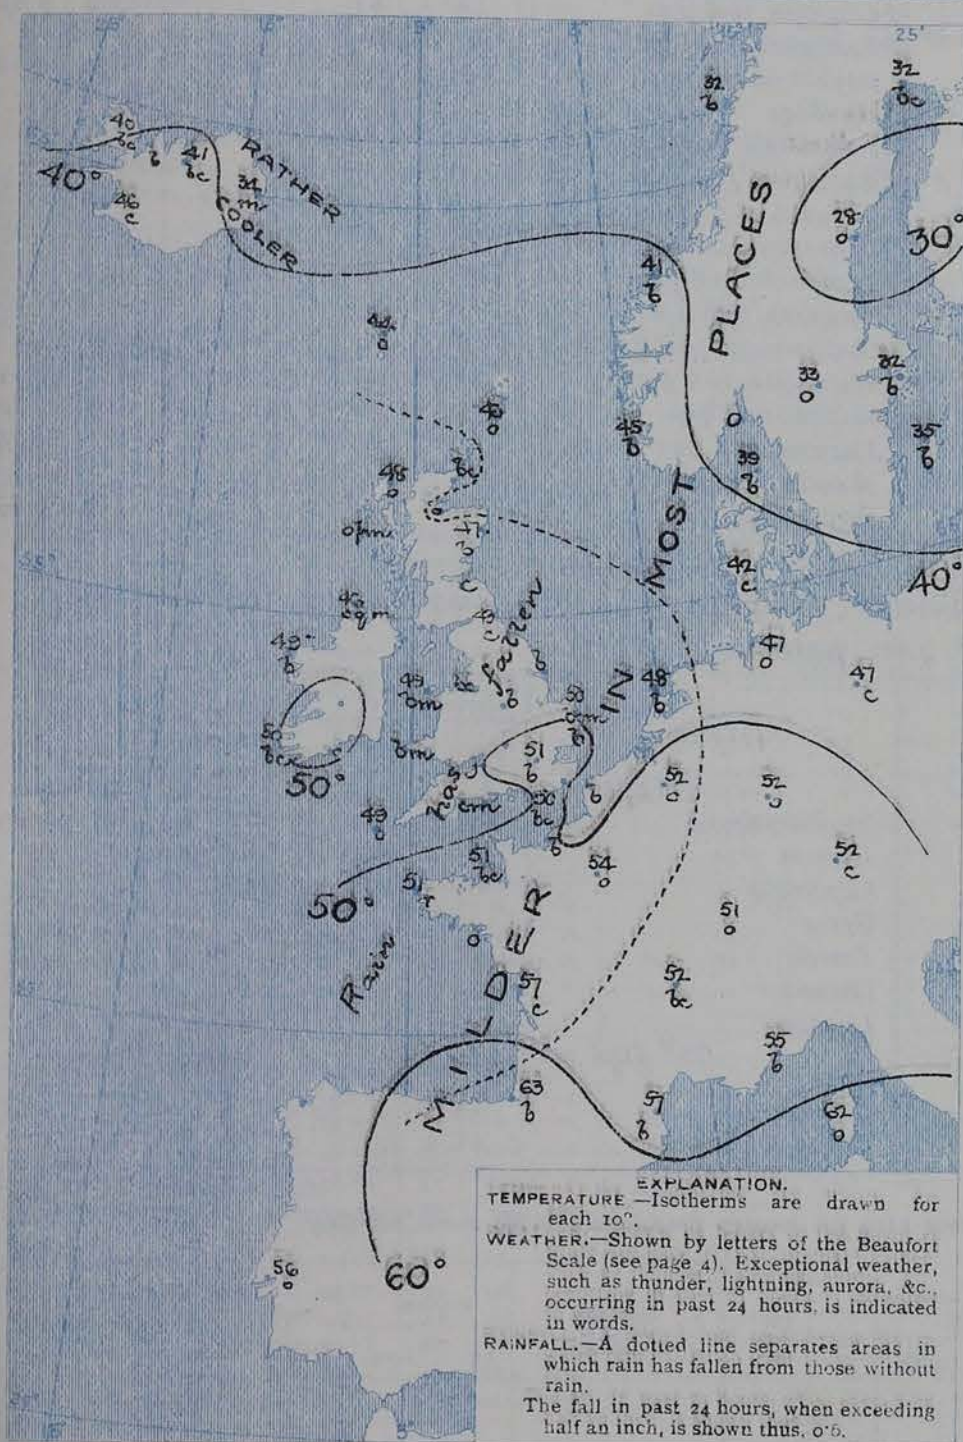 25°
32
b
32
bc
40
bc
b
41
bc
RATHER
COOLER
34
m
40°
46
c
PLACES
28
o
30°
41
b
44
o
33
o
32
b
o
45
b
39
b
35
b
48
o
bc
47
b
c
MOST
42
c
40°
47
o
47
c
b
49
bm
bc
b
48
b
IN
50
bc
50°
bm
51
b
52
o
52
o
b
49
o
bc
b
52
c
51
bc
54
o
51
r
50°
51
o
o
Rain
MILDER
57
c
52
bc
55
b
63
b
57
b
62
o
56
o
60°
EXPLANATION.
TEMPERATURE.—Isotherms are drawn for
each 10°.
WEATHER.—Shown by letters of the Beaufort
Scale (see page 4). Exceptional weather,
such as thunder, lightning, aurora, &c.,
occurring in past 24 hours, is indicated
in words.
RAINFALL.—A dotted line separates areas in
which rain has fallen from those without
rain.
The fall in past 24 hours, when exceeding
half an inch, is shown thus, 0·6.